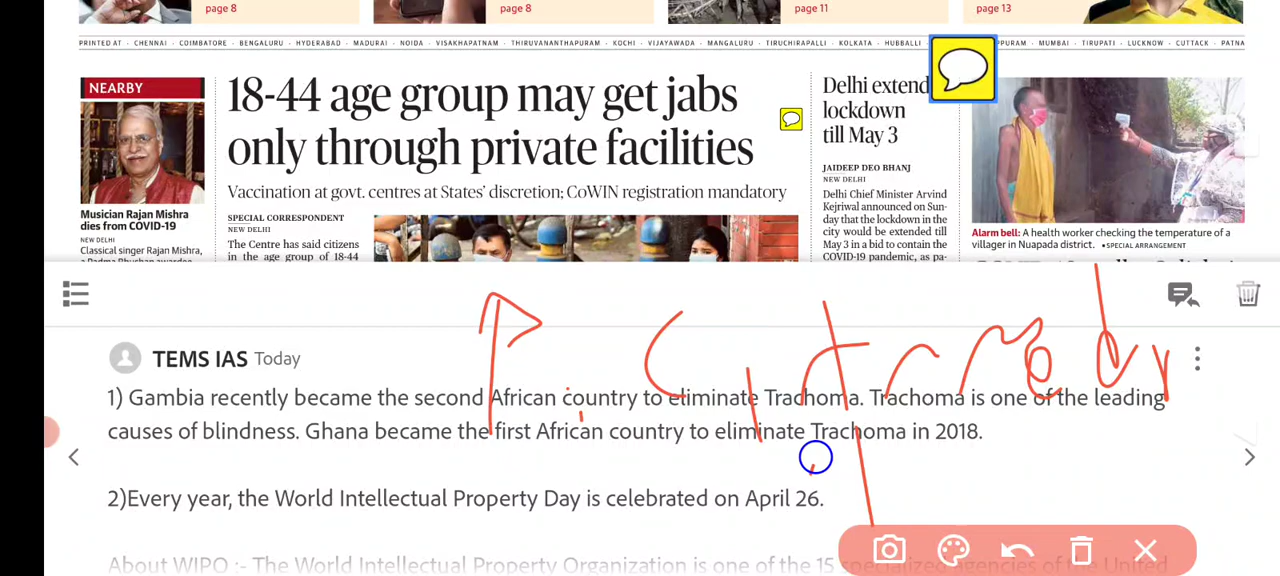 page 8
page 8
page 11
page 13
PRINTED AT · CHENNAI · COIMBATORE · BENGALURU · HYDERABAD · MADURAI · NOIDA · VISAKHAPATNAM · THIRUVANANTHAPURAM · KOCHI · VIJAYAWADA · MANGALURU · TIRUCHIRAPALLI · KOLKATA · HUBBALLI · MUMBAI · TIRUPATI · LUCKNOW · CUTTACK · PATNA
NEARBY
Musician Rajan Mishra
dies from COVID-19
NEW DELHI
Classical singer Rajan Mishra,
18-44 age group may get jabs
only through private facilities
Vaccination at govt. centres at States' discretion; CoWIN registration mandatory
SPECIAL CORRESPONDENT
NEW DELHI
The Centre has said citizens
in the age group of 18-44
Delhi extend
lockdown
till May 3
JAIDEEP DEO BHANJ
NEW DELHI
Delhi Chief Minister Arvind
Kejriwal announced on Sun-
day that the lockdown in the
city would be extended till
May 3 in a bid to contain the
COVID-19 pandemic, as pa-
Alarm bell: A health worker checking the temperature of a
villager in Nuapada district. •SPECIAL ARRANGEMENT
TEMS IAS Today
1) Gambia recently became the second African country to eliminate Trachoma. Trachoma is one of the leading
causes of blindness. Ghana became the first African country to eliminate Trachoma in 2018.
2)Every year, the World Intellectual Property Day is celebrated on April 26.
About WIPO :- The World Intellectual Property Organization is one of the 15 specialized agencies of the United